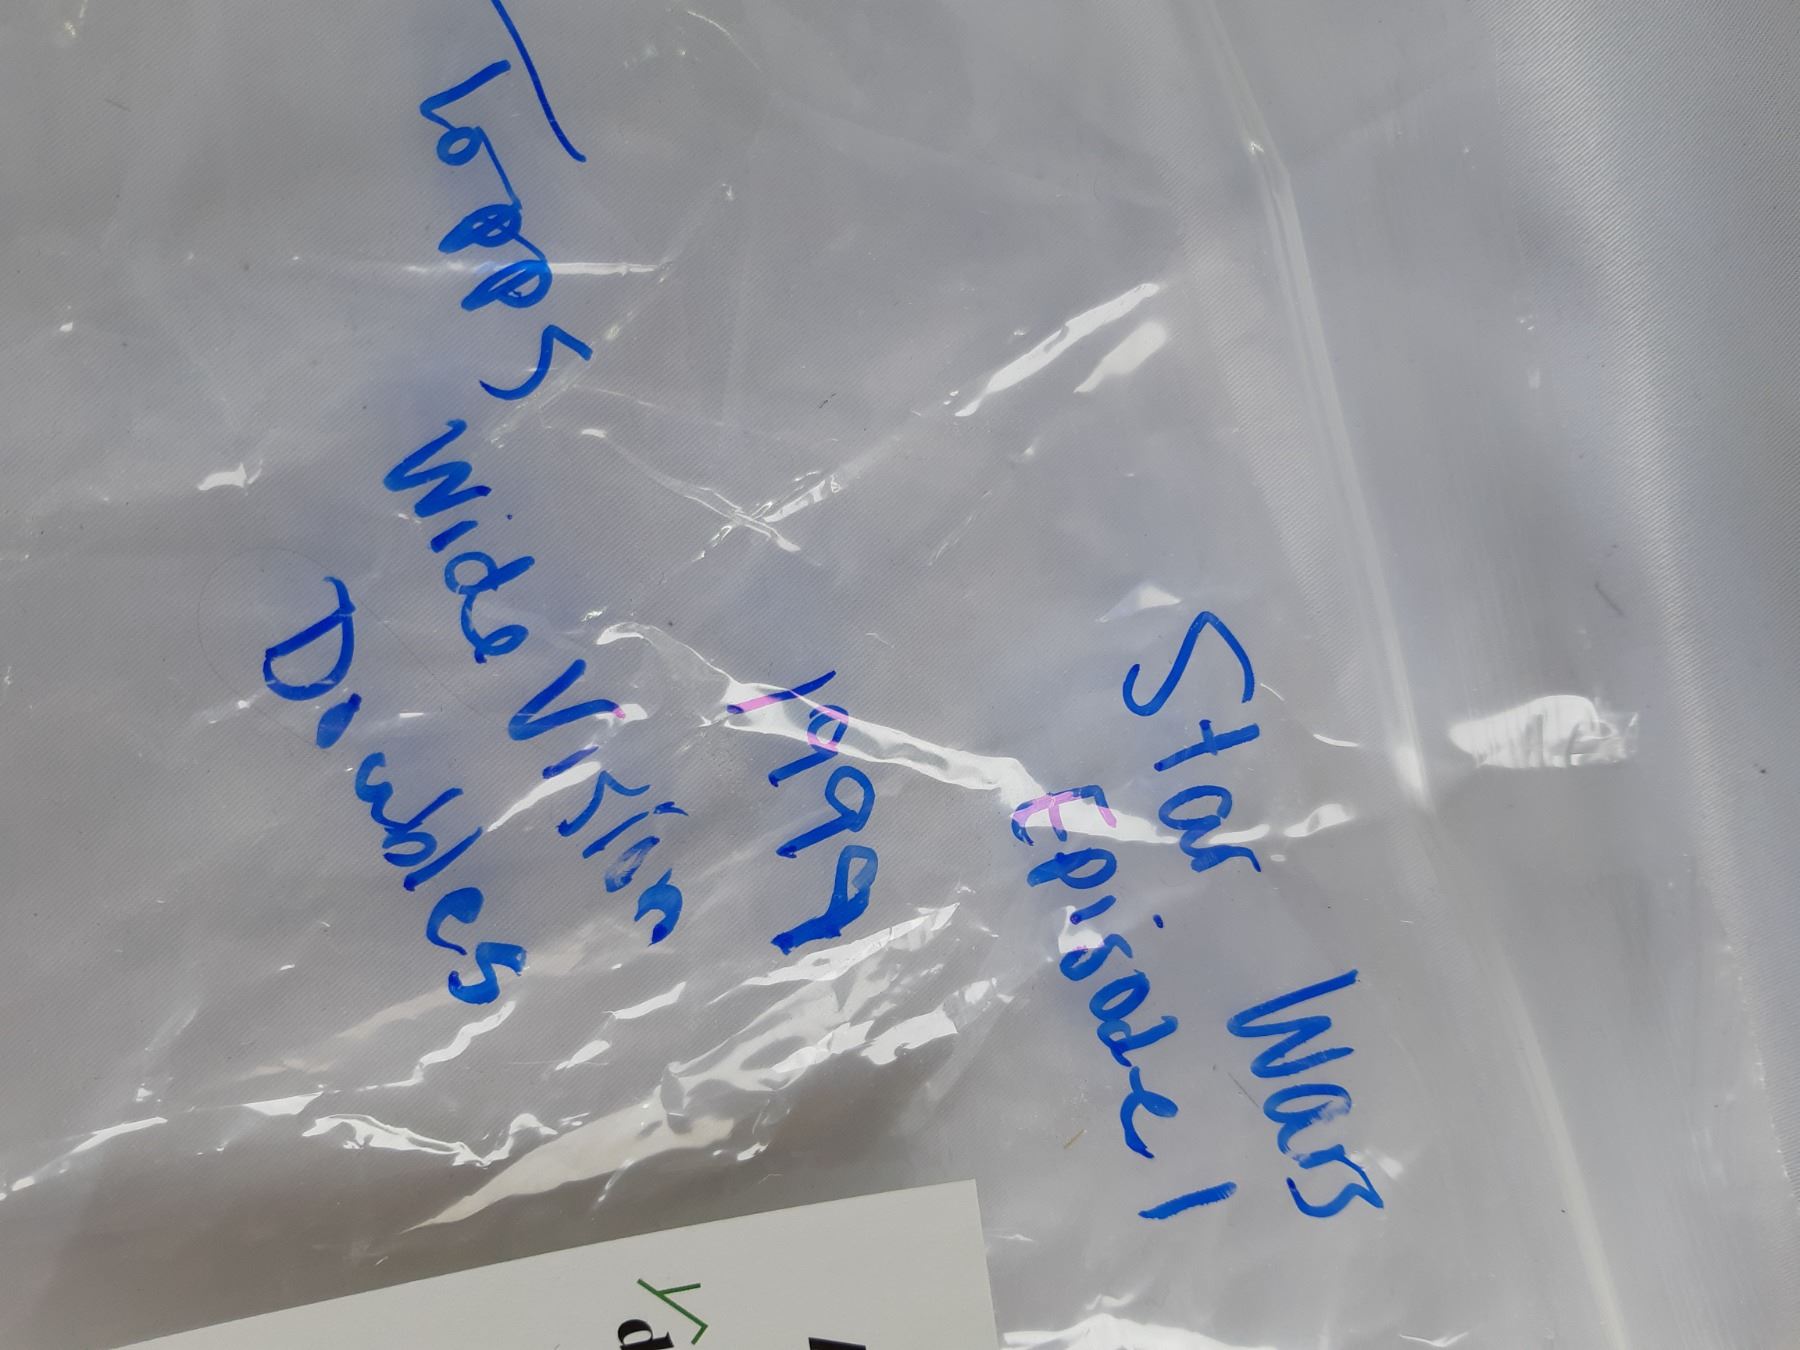 Star Wars
Episode 1
1999
Topps Wide Vision
Doubles
d